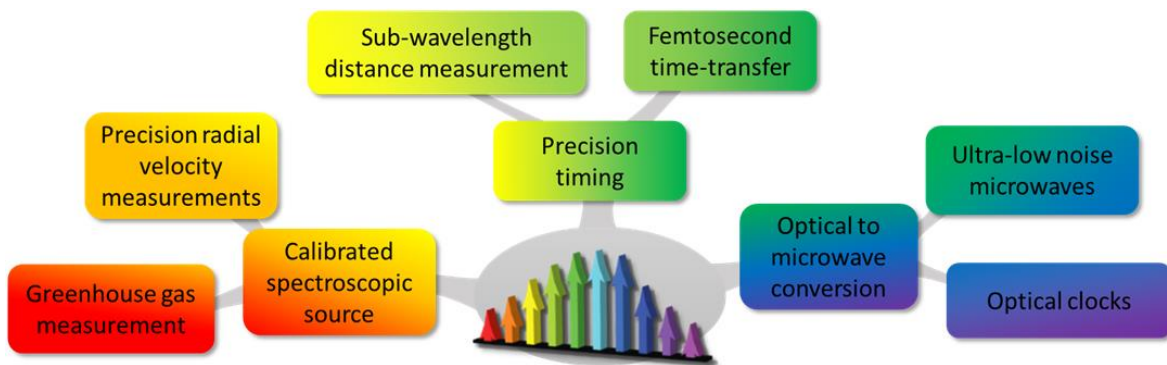 Sub-wavelength
distance measurement
Femtosecond
time-transfer
Precision radial
velocity
measurements
Precision
timing
Ultra-low noise
microwaves
Greenhouse gas
measurement
Calibrated
spectroscopic
source
Optical to
microwave
conversion
Optical clocks